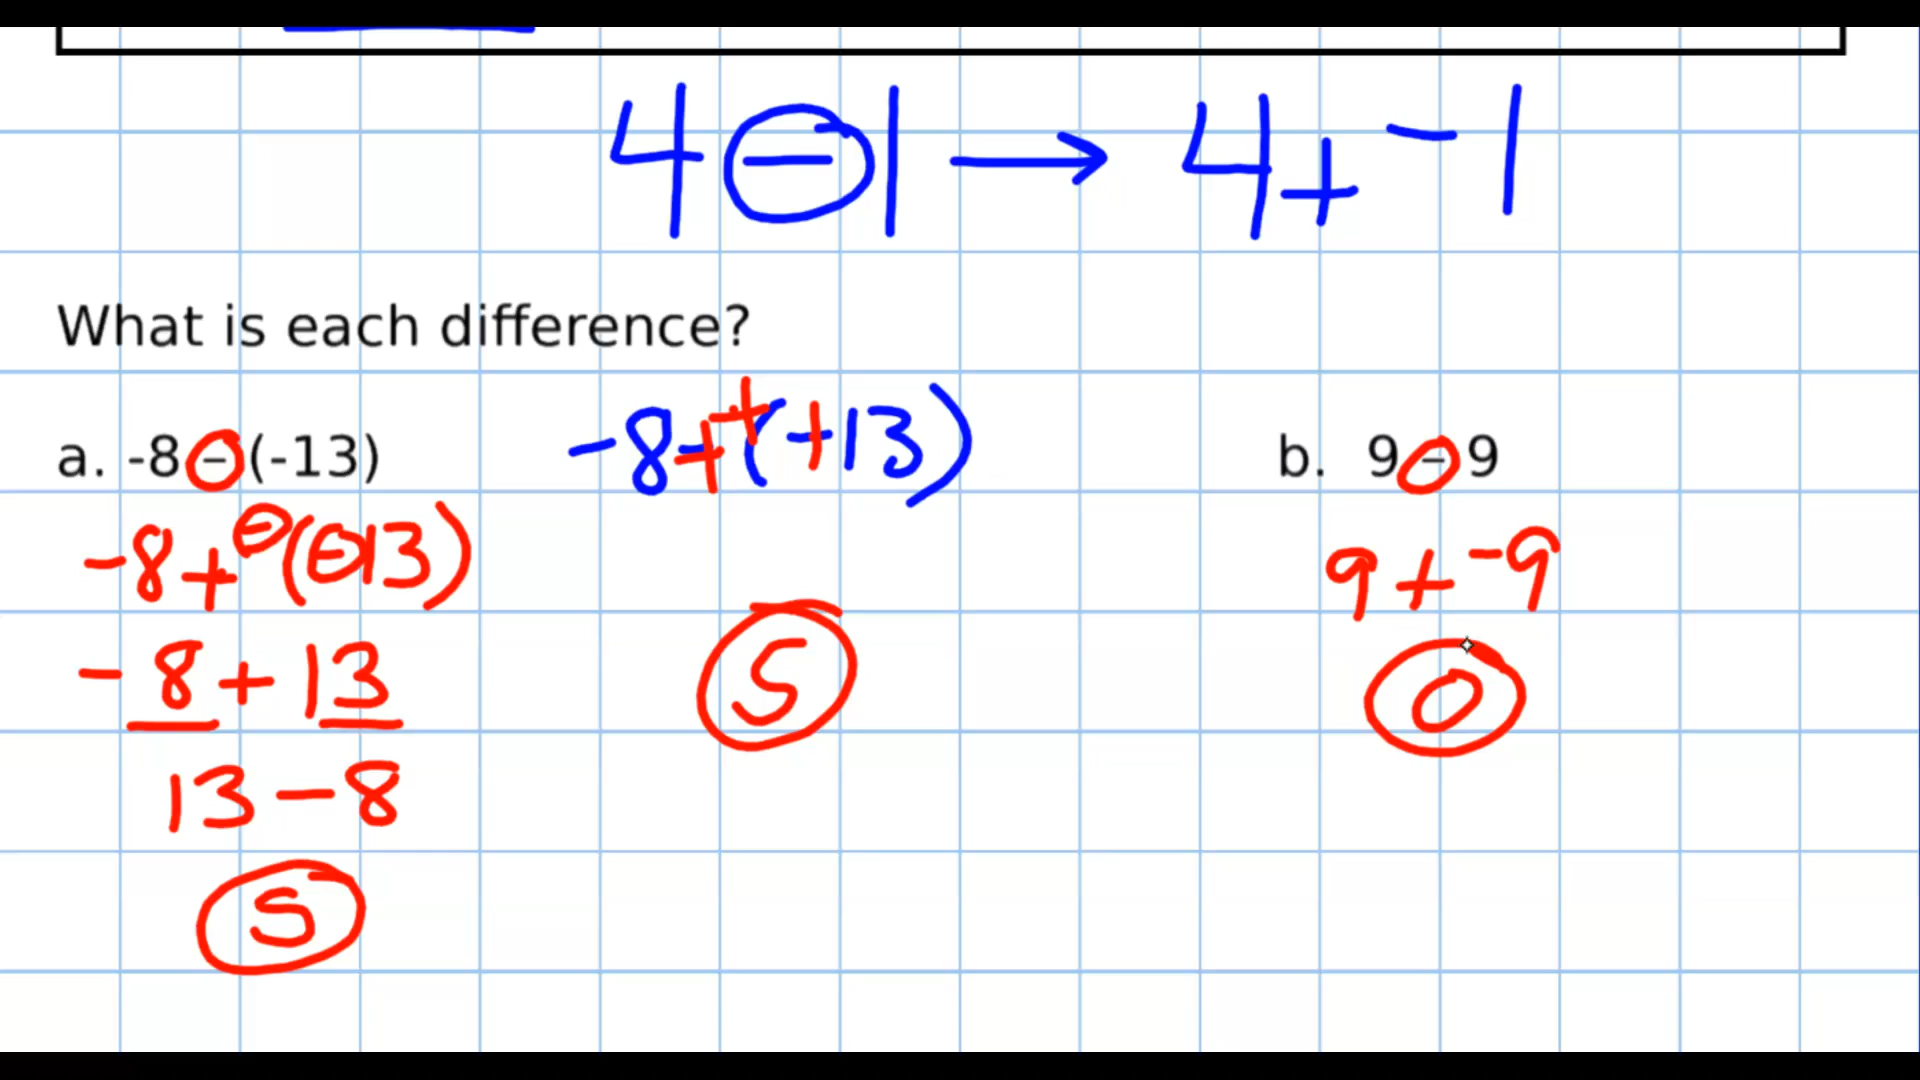 4 - 1 → 4 + -1
What is each difference?
a. -8 - (-13)
-8 + -(-13)
-8 + 13
13 - 8
5
-8 + +(+13)
5
b. 9 - 9
9 + -9
0